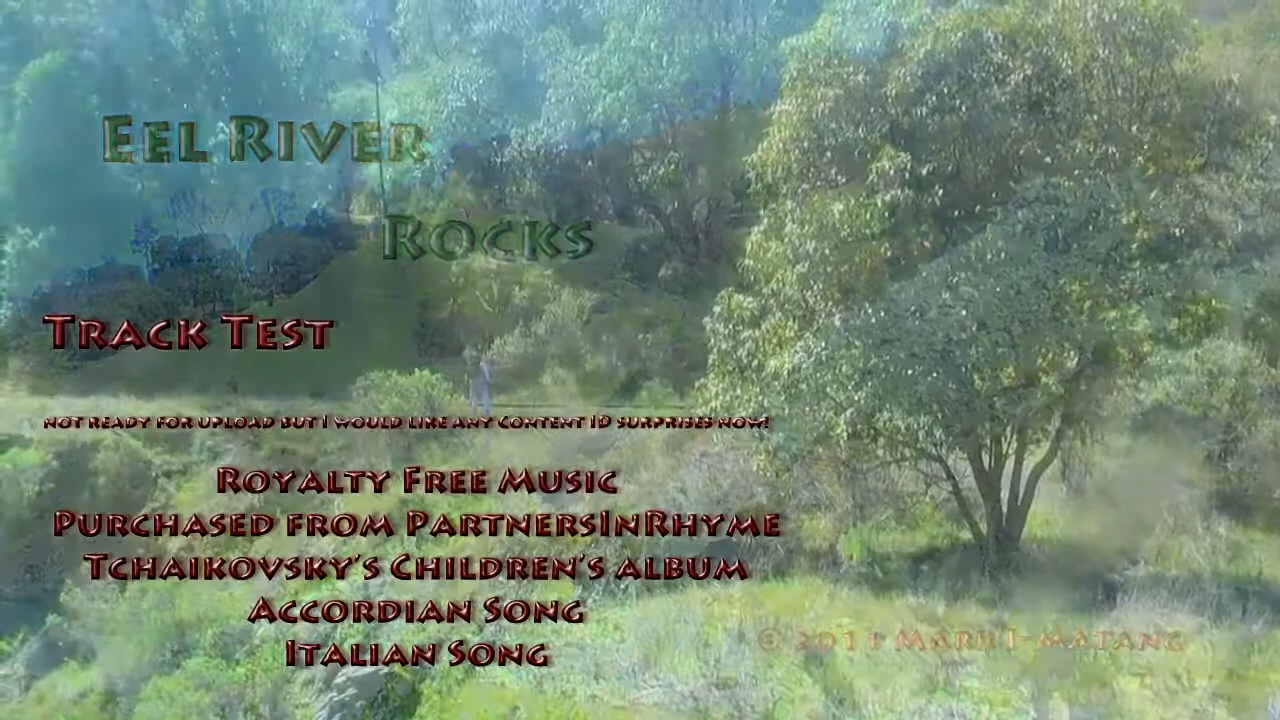 Eel River
Rocks
Track Test
not ready for upload but I would like any Content ID surprises now!
Royalty Free Music
Purchased from PartnersInRhyme
Tchaikovsky's Children's album
Accordian Song
Italian Song
© 2011